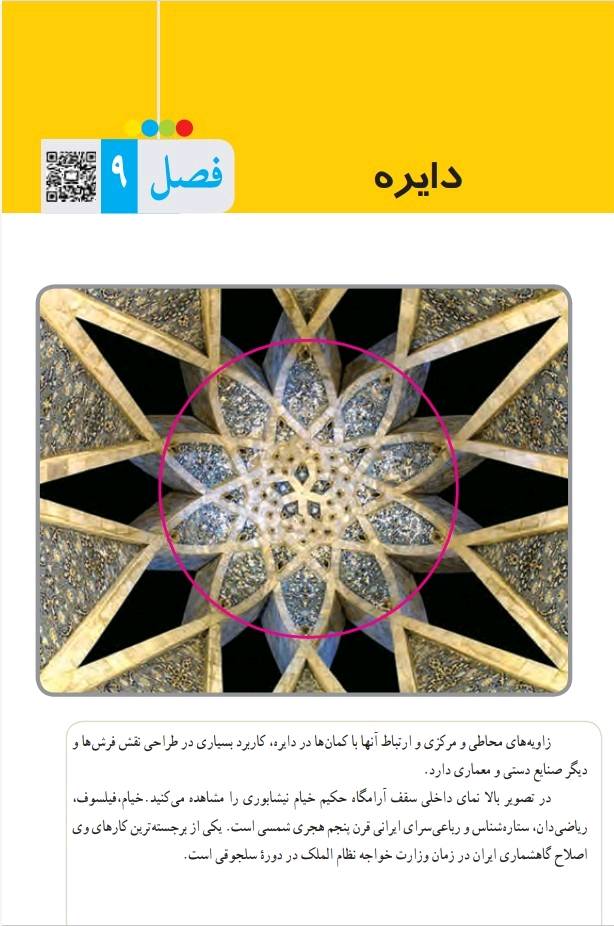 فصل ۹
دایره
زاویه‌های محاطی و مرکزی و ارتباط آنها با کمان‌ها در دایره، کاربرد بسیاری در طراحی نقش فرش‌ها و
دیگر صنایع دستی و معماری دارد.
در تصویر بالا نمای داخلی سقف آرامگاه حکیم خیام نیشابوری را مشاهده می‌کنید. خیام،فیلسوف،
ریاضی‌دان، ستاره‌شناس و رباعی‌سرای ایرانی قرن پنجم هجری شمسی است. یکی از برجسته‌ترین کارهای وی
اصلاح گاهشماری ایران در زمان وزارت خواجه نظام الملک در دورهٔ سلجوقی است.